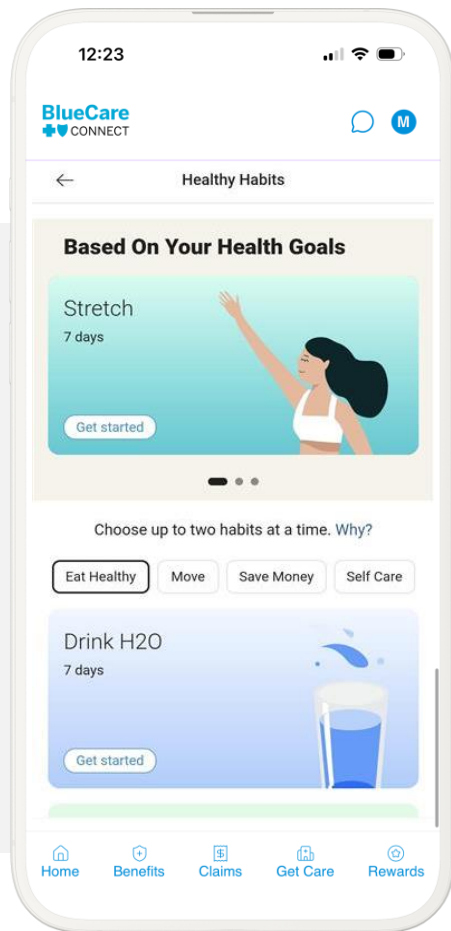 12:23
BlueCare
CONNECT
M
Healthy Habits
Based On Your Health Goals
Stretch
7 days
Get started
Choose up to two habits at a time. Why?
Eat Healthy Move Save Money Self Care
Drink H2O
7 days
Get started
Home Benefits Claims Get Care Rewards